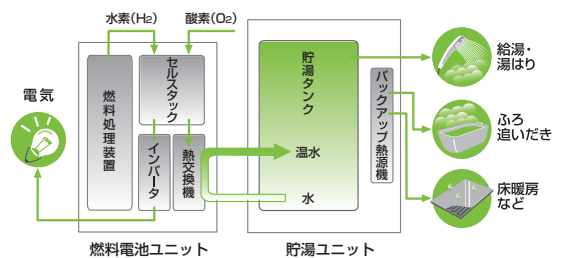 水素(H2)
酸素(O2)
電気
燃料処理装置
セルスタック
インバータ
熱交換機
燃料電池ユニット
貯湯タンク
温水
水
バックアップ熱源機
貯湯ユニット
給湯・
湯はり
ふろ
追いだき
床暖房
など